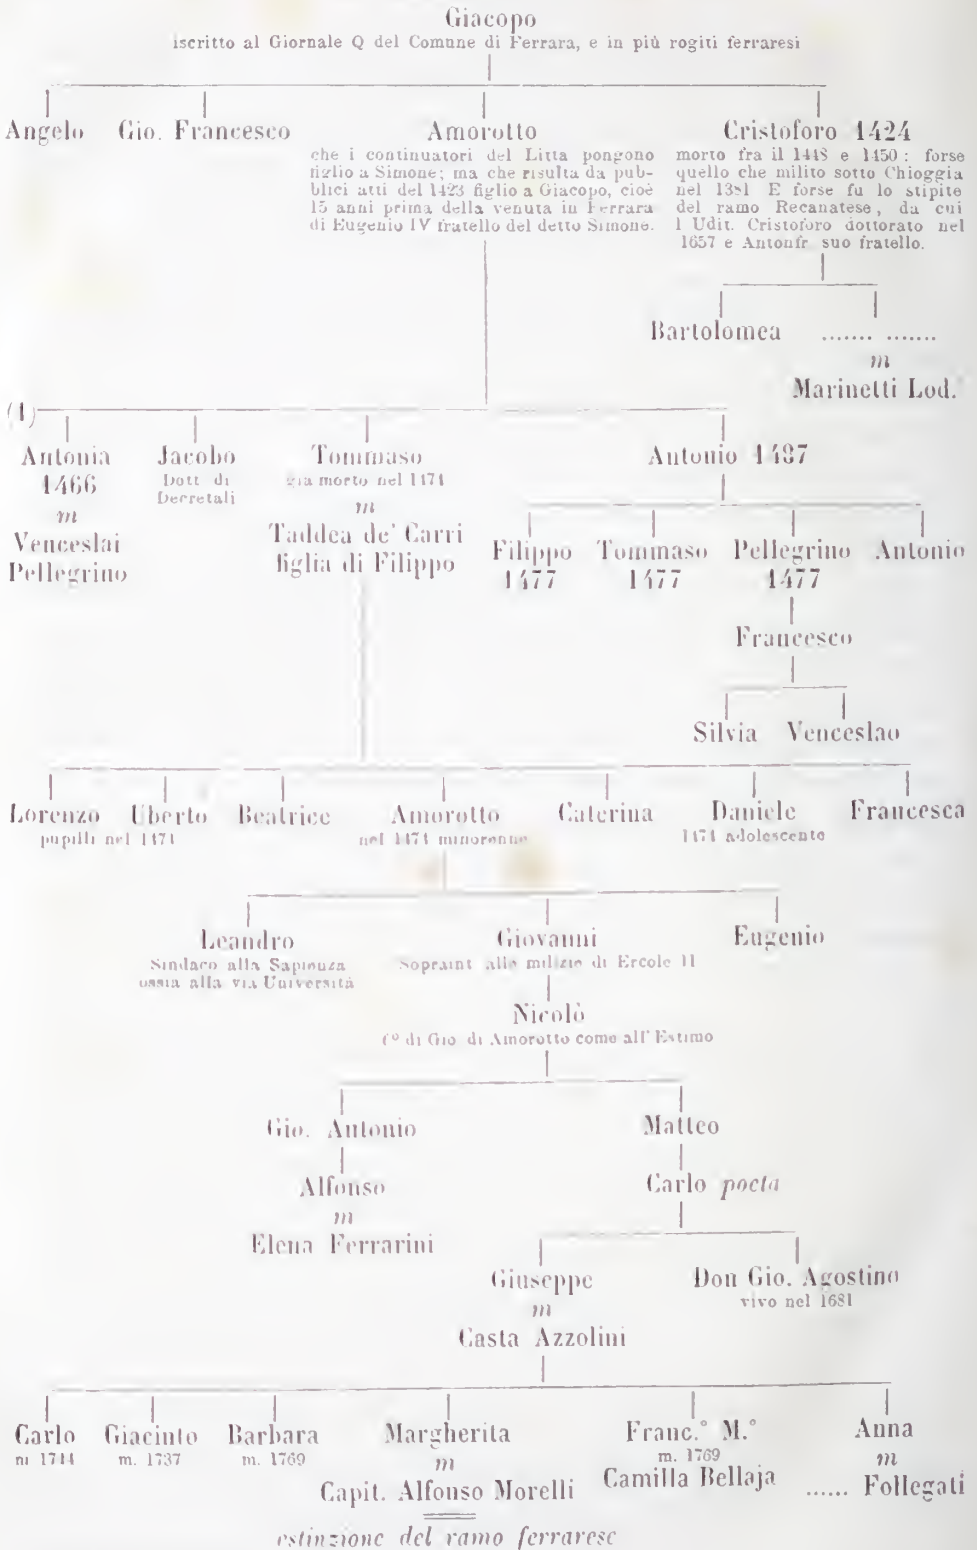 Giacopo
iscritto al Giornale Q del Comune di Ferrara, e in più rogiti ferraresi
Angelo Gio. Francesco Amorotto Cristoforo 1424
che i continuatori del Litta pongono
figlio a Simone; ma che risulta da pub-
blici atti del 1423 figlio a Giacopo, cioè
15 anni prima della venuta in Ferrara
di Eugenio IV fratello del detto Simone.
morto fra il 1448 e 1450: forse
quello che milito sotto Chioggia
nel 1381 E forse fu lo stipite
del ramo Recanatese, da cui
l Udit. Cristoforo dottorato nel
1657 e Antonfr suo fratello.
Bartolomea ....... .......
m
Marinetti Lod.°
(1)
Antonia Jacobo Tommaso Antonio 1487
1466 Dott di già morto nel 1474
Decretali
m m
Venceslai Taddea de' Carri
Pellegrino figlia di Filippo
Filippo Tommaso Pellegrino Antonio
1477 1477 1477
Francesco
Silvia Venceslao
Lorenzo Uberto Beatrice Amorotto Caterina Daniele Francesca
pupilli nel 1474 nel 1474 minorenne 1474 adolescente
Leandro Giovanni Eugenio
Sindaco alla Sapienza Sopraint alle milizie di Ercole II
ossia alla via Università
Nicolò
f° di Gio di Amorotto come all' Estimo
Gio. Antonio Matteo
Alfonso Carlo poeta
m
Elena Ferrarini
Giuseppe Don Gio. Agostino
m vivo nel 1681
Casta Azzolini
Carlo Giacinto Barbara Margherita Franc.° M.° Anna
m 1744 m. 1737 m. 1769 m m. 1769 m
Capit. Alfonso Morelli Camilla Bellaja ...... Follegati
estinzione del ramo ferrarese